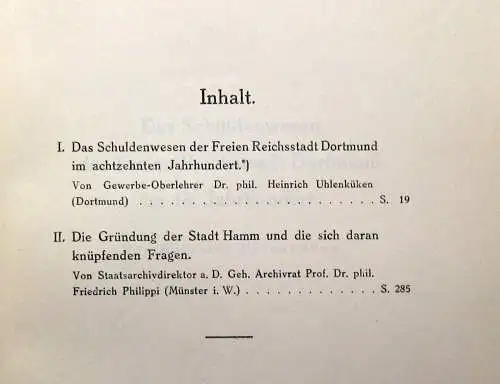 Inhalt.
I. Das Schuldenwesen der Freien Reichsstadt Dortmund
im achtzehnten Jahrhundert.*)
Von Gewerbe-Oberlehrer Dr. phil. Heinrich Uhlenküken
(Dortmund) . . . . . . . . . . . . . . . . . . . . . . . S. 19
II. Die Gründung der Stadt Hamm und die sich daran
knüpfenden Fragen.
Von Staatsarchivdirektor a. D. Geh. Archivrat Prof. Dr. phil.
Friedrich Philippi (Münster i. W.) . . . . . . . . . . . . . S. 285